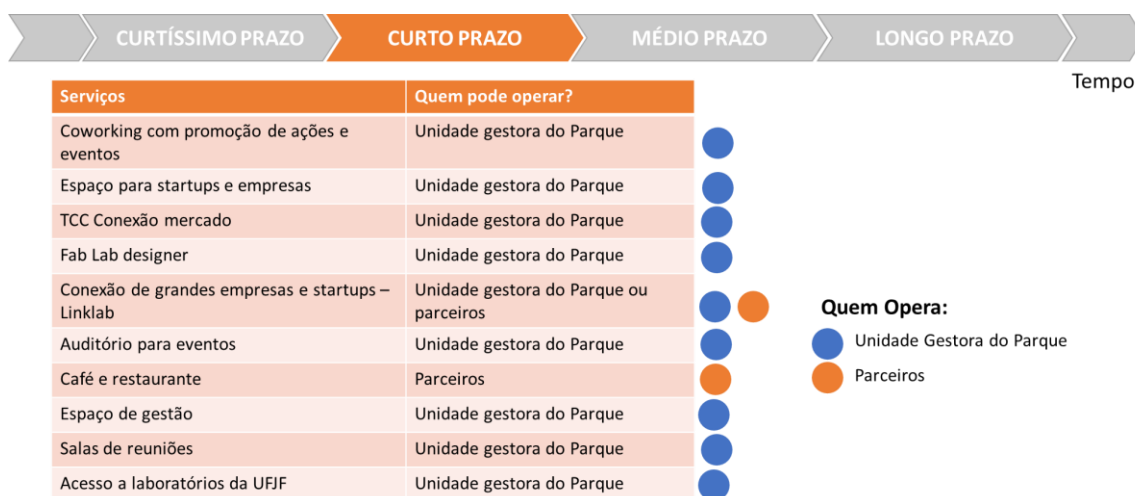 CURTÍSSIMO PRAZO CURTO PRAZO MÉDIO PRAZO LONGO PRAZO
Tempo
Serviços Quem pode operar?
Coworking com promoção de ações e
eventos
Unidade gestora do Parque
Espaço para startups e empresas Unidade gestora do Parque
TCC Conexão mercado Unidade gestora do Parque
Fab Lab designer Unidade gestora do Parque
Conexão de grandes empresas e startups –
Linklab
Unidade gestora do Parque ou
parceiros
Auditório para eventos Unidade gestora do Parque
Café e restaurante Parceiros
Espaço de gestão Unidade gestora do Parque
Salas de reuniões Unidade gestora do Parque
Acesso a laboratórios da UFJF Unidade gestora do Parque
Quem Opera:
Unidade Gestora do Parque
Parceiros